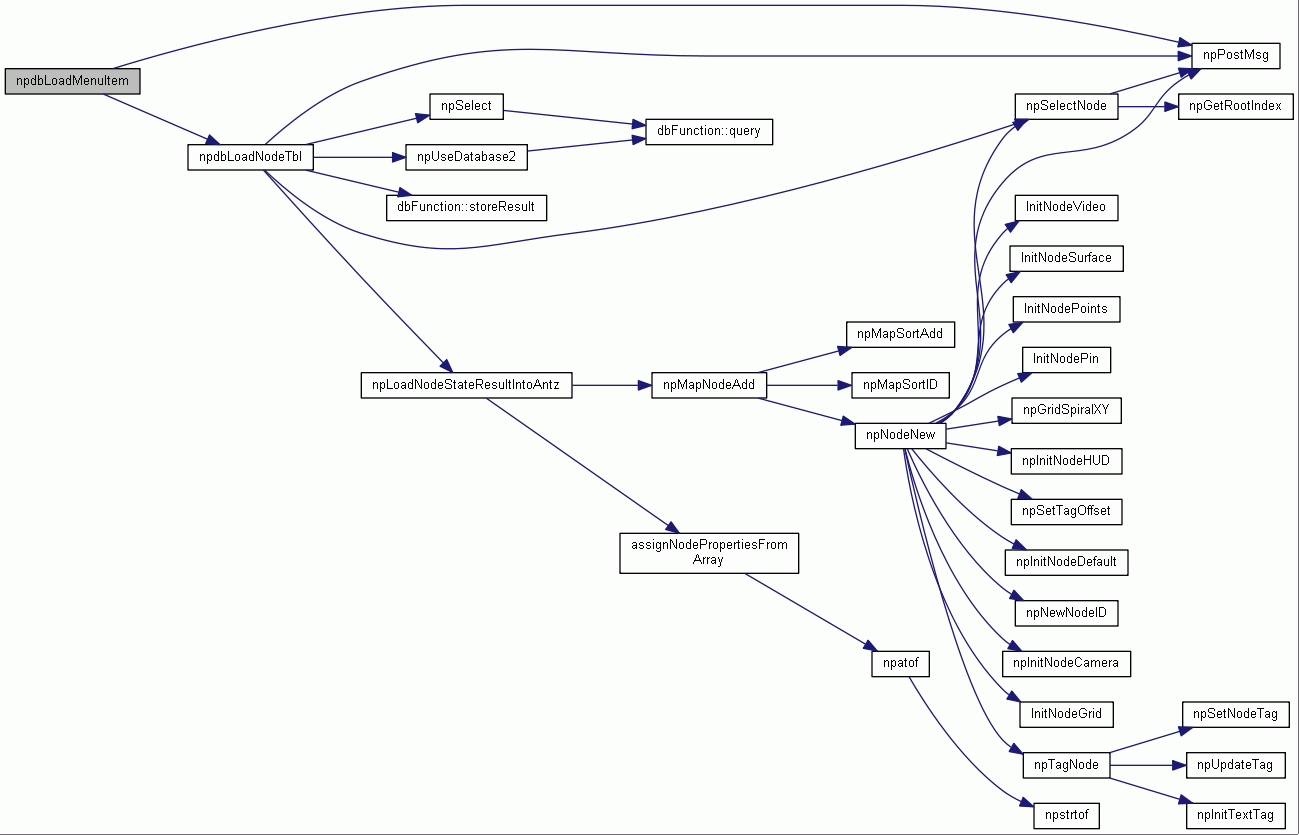 npPostMsg
npdbLoadMenuItem
npSelect
npSelectNode
npGetRootIndex
dbFunction::query
npdbLoadNodeTbl
npUseDatabase2
dbFunction::storeResult
InitNodeVideo
InitNodeSurface
InitNodePoints
npMapSortAdd
InitNodePin
npLoadNodeStateResultIntoAntz
npMapNodeAdd
npMapSortID
npGridSpiralXY
npNodeNew
npInitNodeHUD
npSetTagOffset
assignNodePropertiesFrom
Array
npInitNodeDefault
npNewNodeID
npatof
npInitNodeCamera
InitNodeGrid
npSetNodeTag
npTagNode
npUpdateTag
npstrtof
npInitTextTag